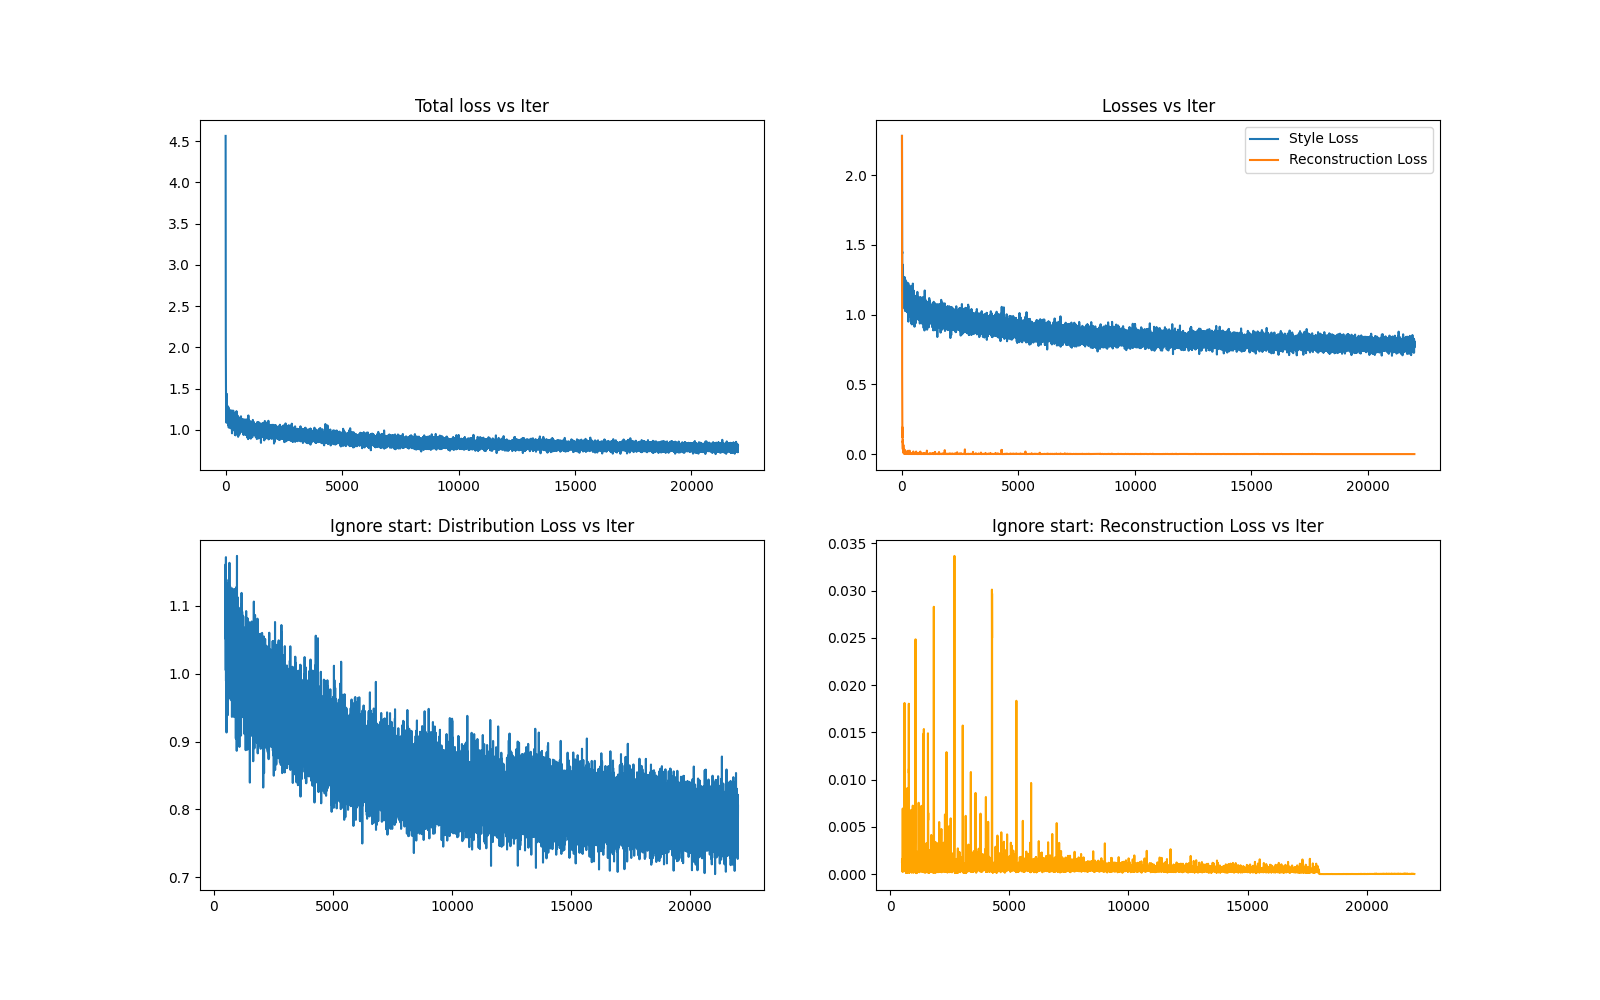 Total loss vs Iter
4.5
4.0
3.5
3.0
2.5
2.0
1.5
1.0
0 5000 10000 15000 20000
Losses vs Iter
Style Loss
Reconstruction Loss
2.0
1.5
1.0
0.5
0.0
0 5000 10000 15000 20000
Ignore start: Distribution Loss vs Iter
1.1
1.0
0.9
0.8
0.7
0 5000 10000 15000 20000
Ignore start: Reconstruction Loss vs Iter
0.035
0.030
0.025
0.020
0.015
0.010
0.005
0.000
0 5000 10000 15000 20000